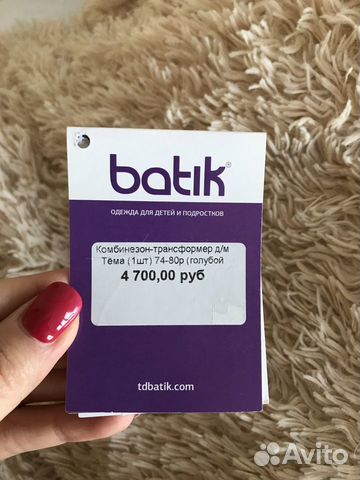 batik®
ОДЕЖДА ДЛЯ ДЕТЕЙ И ПОДРОСТКОВ
Комбинезон-трансформер д/м
Тёма (1шт) 74-80р (голубой
4 700,00 руб
tdbatik.com
Avito